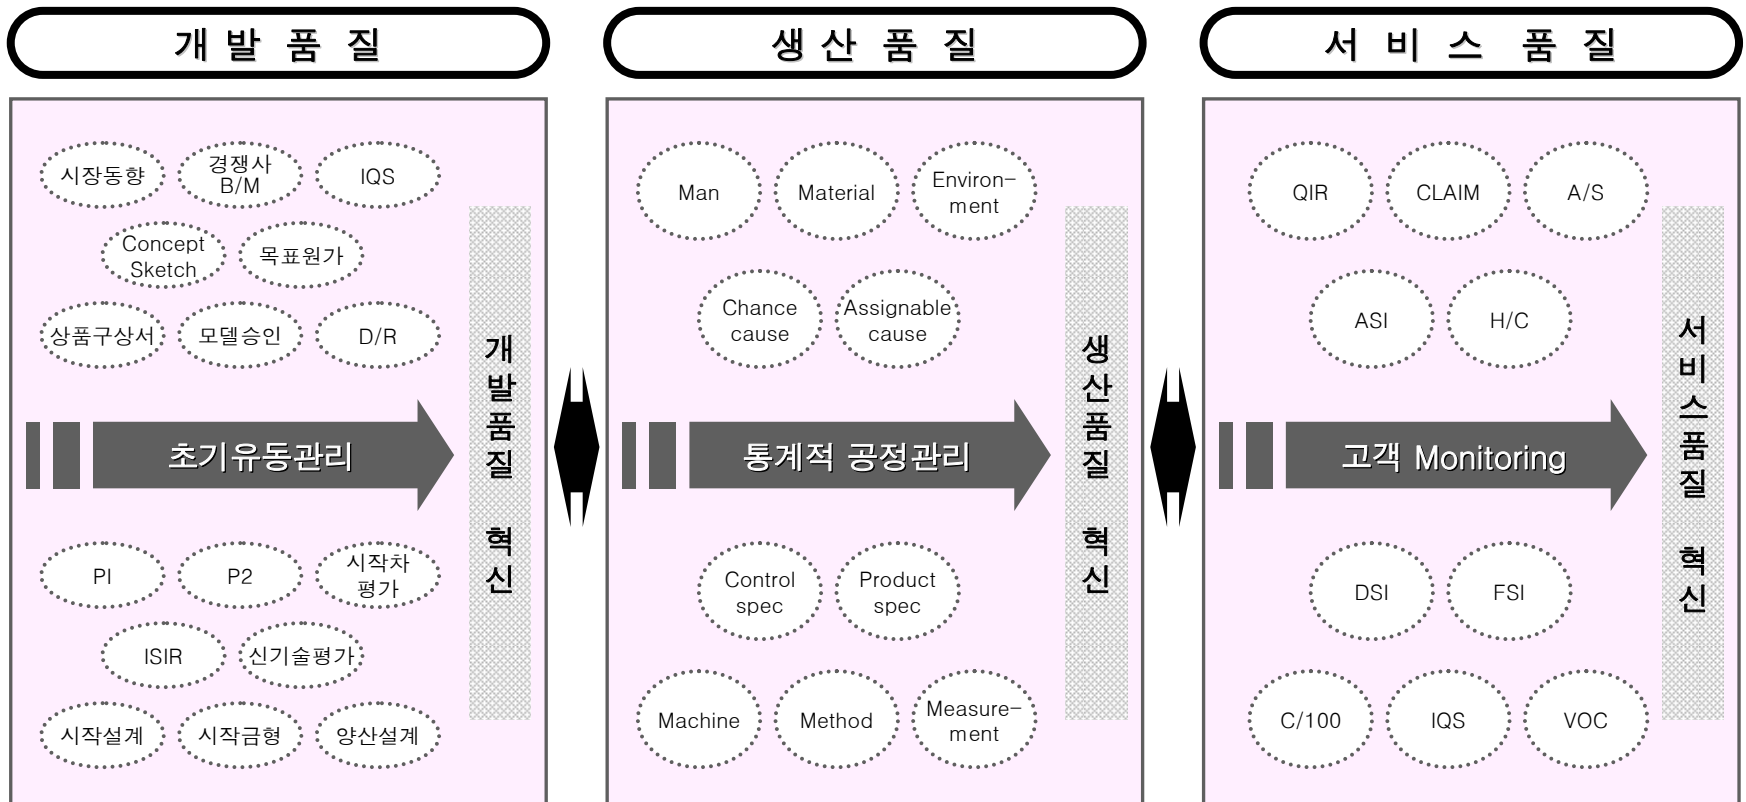 개 발 품 질
시장동향
경쟁사
B/M
IQS
Concept
Sketch
목표원가
상품구상서
모델승인
D/R
초기유동관리
PI
P2
시작차
평가
ISIR
신기술평가
시작설계
시작금형
양산설계
개발품질 혁신
생 산 품 질
Man
Material
Environ-
ment
Chance
cause
Assignable
cause
통계적 공정관리
Control
spec
Product
spec
Machine
Method
Measure-
ment
생산품질 혁신
서 비 스 품 질
QIR
CLAIM
A/S
ASI
H/C
고객 Monitoring
DSI
FSI
C/100
IQS
VOC
서비스품질 혁신